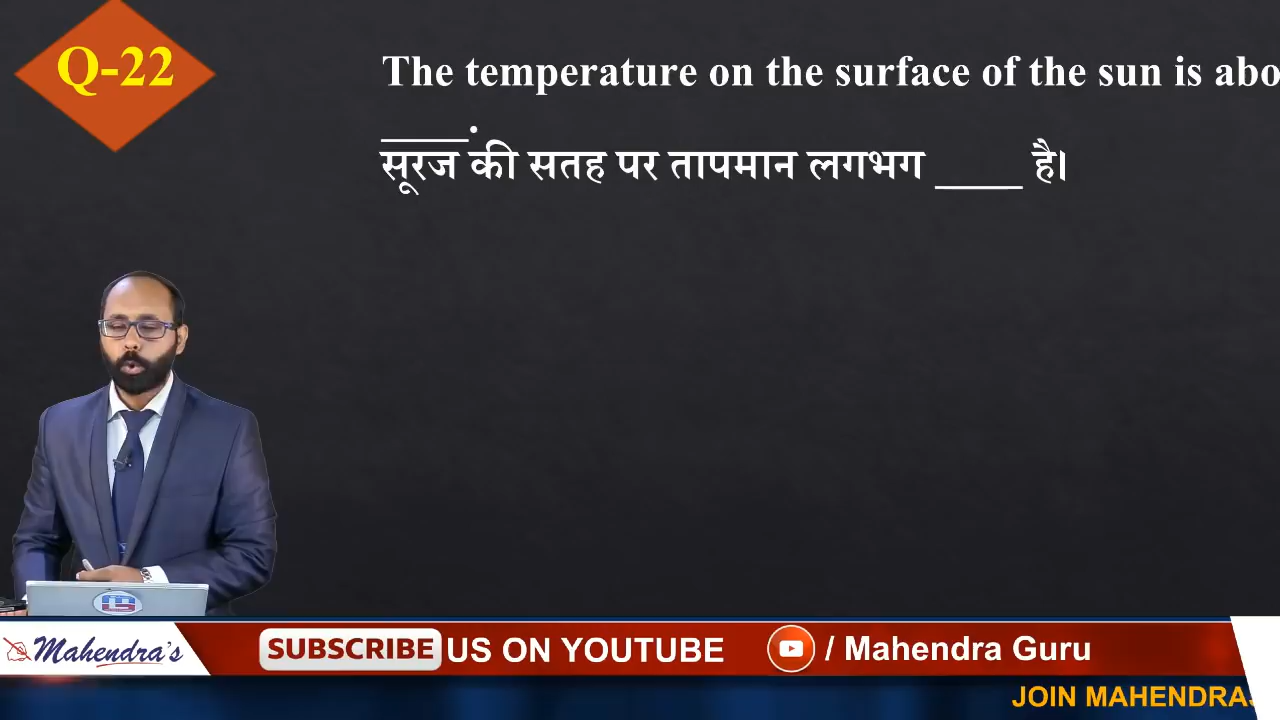 Q-22
The temperature on the surface of the sun is abo
____.
सूरज की सतह पर तापमान लगभग ____ है।
Mahendra's
SUBSCRIBE US ON YOUTUBE
/ Mahendra Guru
JOIN MAHENDRAS